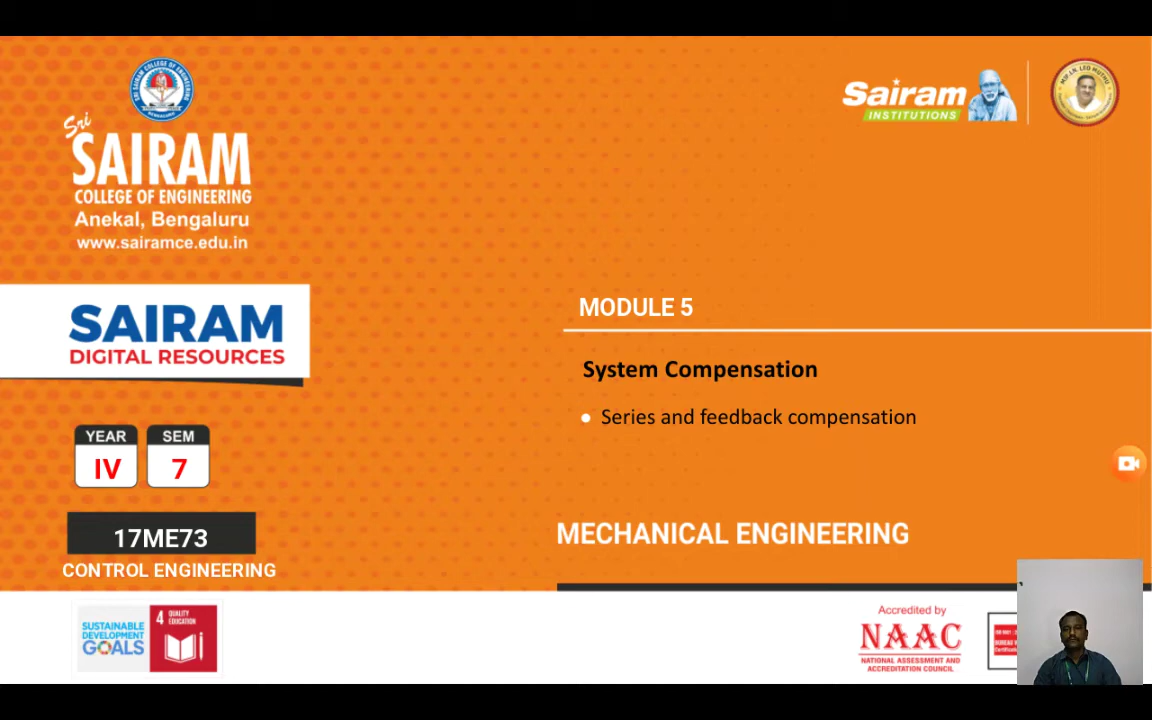 Sri
SAIRAM
COLLEGE OF ENGINEERING
Anekal, Bengaluru
www.sairamce.edu.in
Sairam
INSTITUTIONS
SAIRAM
DIGITAL RESOURCES
MODULE 5
System Compensation
Series and feedback compensation
YEAR
IV
SEM
7
17ME73
CONTROL ENGINEERING
MECHANICAL ENGINEERING
SUSTAINABLE
DEVELOPMENT
GOALS
4 QUALITY
EDUCATION
Accredited by
NAAC
NATIONAL ASSESSMENT AND
ACCREDITATION COUNCIL